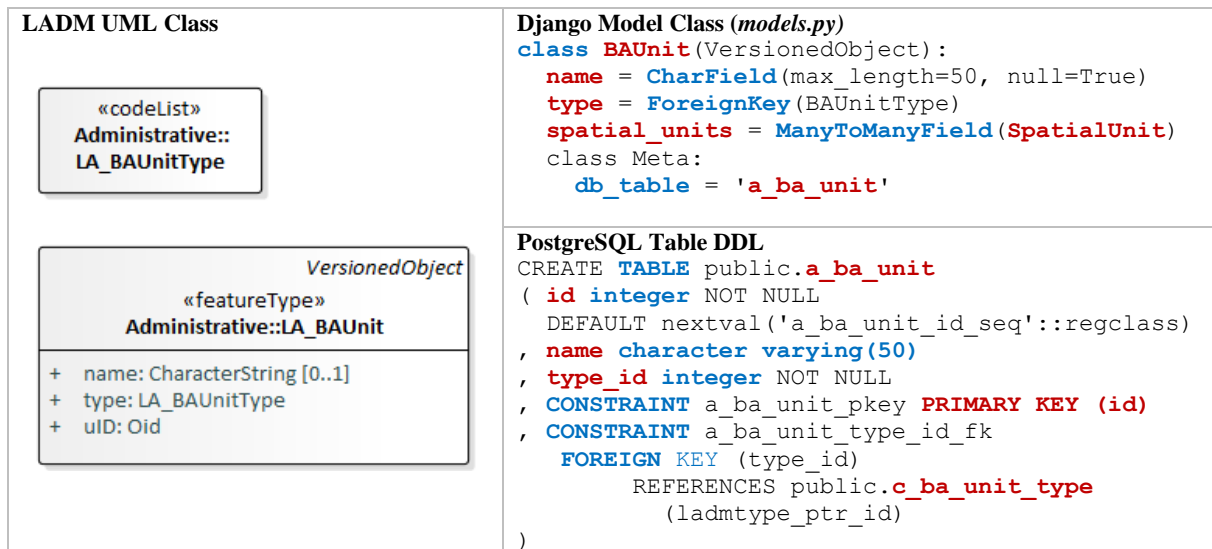 LADM UML Class
«codeList»
Administrative::
LA_BAUnitType
VersionedObject
«featureType»
Administrative::LA_BAUnit
+ name: CharacterString [0..1]
+ type: LA_BAUnitType
+ uID: Oid
Django Model Class (models.py)
class BAUnit(VersionedObject):
  name = CharField(max_length=50, null=True)
  type = ForeignKey(BAUnitType)
  spatial_units = ManyToManyField(SpatialUnit)
  class Meta:
    db_table = 'a_ba_unit'
PostgreSQL Table DDL
CREATE TABLE public.a_ba_unit
( id integer NOT NULL
  DEFAULT nextval('a_ba_unit_id_seq'::regclass)
, name character varying(50)
, type_id integer NOT NULL
, CONSTRAINT a_ba_unit_pkey PRIMARY KEY (id)
, CONSTRAINT a_ba_unit_type_id_fk
   FOREIGN KEY (type_id)
       REFERENCES public.c_ba_unit_type
         (ladmtype_ptr_id)
)